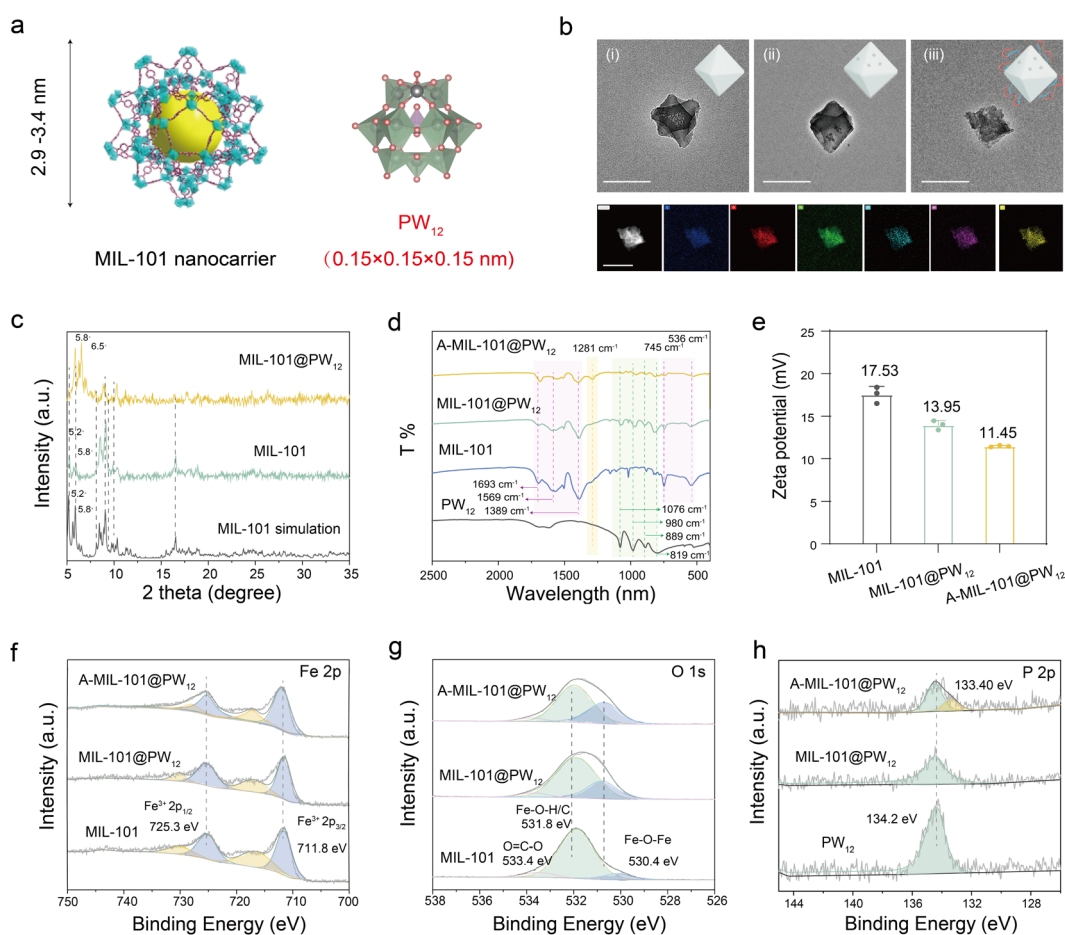 a
2.9 -3.4 nm
MIL-101 nanocarrier
PW12
(0.15×0.15×0.15 nm)
b
(i)
(ii)
(iii)
c
Intensity (a.u.)
5.8
6.5
MIL-101@PW12
5.2
5.8
MIL-101
5.2
5.8
MIL-101 simulation
5
10
15
20
25
30
35
2 theta (degree)
d
T %
A-MIL-101@PW12
1281 cm-1
745 cm-1
536 cm-1
MIL-101@PW12
MIL-101
1693 cm-1
1569 cm-1
1389 cm-1
PW12
1076 cm-1
980 cm-1
889 cm-1
819 cm-1
2500
2000
1500
1000
500
Wavelength (nm)
e
Zeta potential (mV)
25
20
15
10
5
0
17.53
13.95
11.45
MIL-101
MIL-101@PW12
A-MIL-101@PW12
f
Intensity (a.u.)
Fe 2p
A-MIL-101@PW12
MIL-101@PW12
Fe3+ 2p1/2
725.3 eV
MIL-101
Fe3+ 2p3/2
711.8 eV
750
740
730
720
710
700
Binding Energy (eV)
g
Intensity (a.u.)
O 1s
A-MIL-101@PW12
MIL-101@PW12
Fe-O-H/C
531.8 eV
O=C-O
533.4 eV
Fe-O-Fe
530.4 eV
MIL-101
538
536
534
532
530
528
526
Binding Energy (eV)
h
Intensity (a.u.)
P 2p
A-MIL-101@PW12
133.40 eV
MIL-101@PW12
134.2 eV
PW12
144
140
136
132
128
Binding Energy (eV)